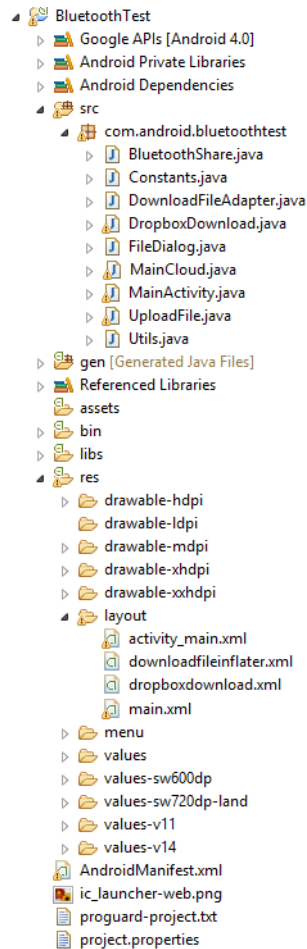 BluetoothTest
Google APIs [Android 4.0]
Android Private Libraries
Android Dependencies
src
com.android.bluetoothtest
BluetoothShare.java
Constants.java
DownloadFileAdapter.java
DropboxDownload.java
FileDialog.java
MainCloud.java
MainActivity.java
UploadFile.java
Utils.java
gen [Generated Java Files]
Referenced Libraries
assets
bin
libs
res
drawable-hdpi
drawable-ldpi
drawable-mdpi
drawable-xhdpi
drawable-xxhdpi
layout
activity_main.xml
downloadfileinflater.xml
dropboxdownload.xml
main.xml
menu
values
values-sw600dp
values-sw720dp-land
values-v11
values-v14
AndroidManifest.xml
ic_launcher-web.png
proguard-project.txt
project.properties